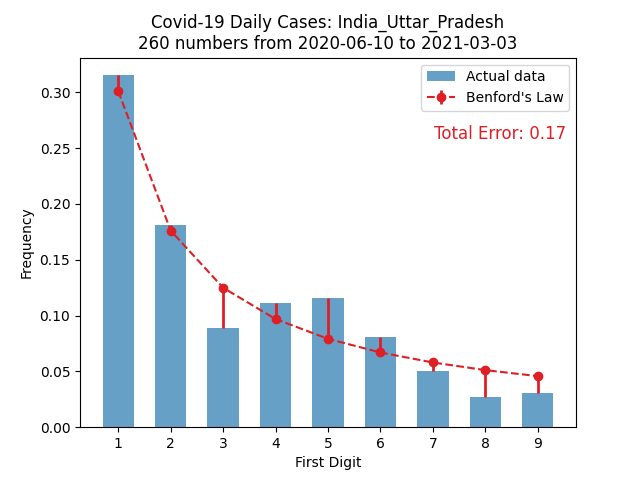 Covid-19 Daily Cases: India_Uttar_Pradesh
260 numbers from 2020-06-10 to 2021-03-03
Actual data
Benford's Law
Total Error: 0.17
Frequency
0.30
0.25
0.20
0.15
0.10
0.05
0.00
1 2 3 4 5 6 7 8 9
First Digit